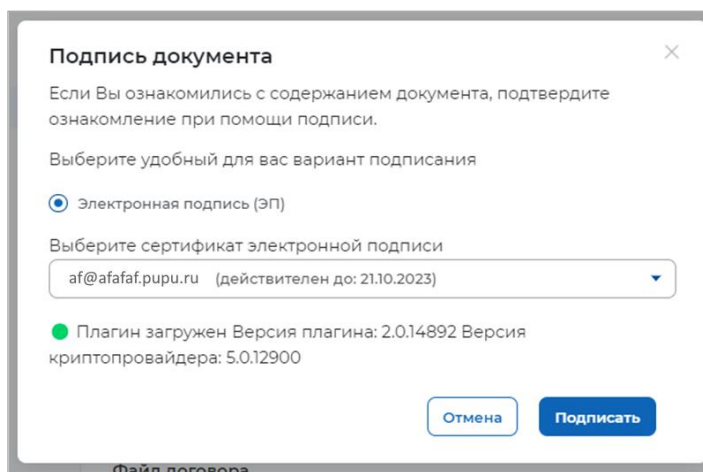 Подпись документа
Если Вы ознакомились с содержанием документа, подтвердите
ознакомление при помощи подписи.
Выберите удобный для вас вариант подписания
Электронная подпись (ЭП)
Выберите сертификат электронной подписи
af@afafaf.pupu.ru (действителен до: 21.10.2023)
Плагин загружен Версия плагина: 2.0.14892 Версия
криптопровайдера: 5.0.12900
Отмена Подписать
Файл договора